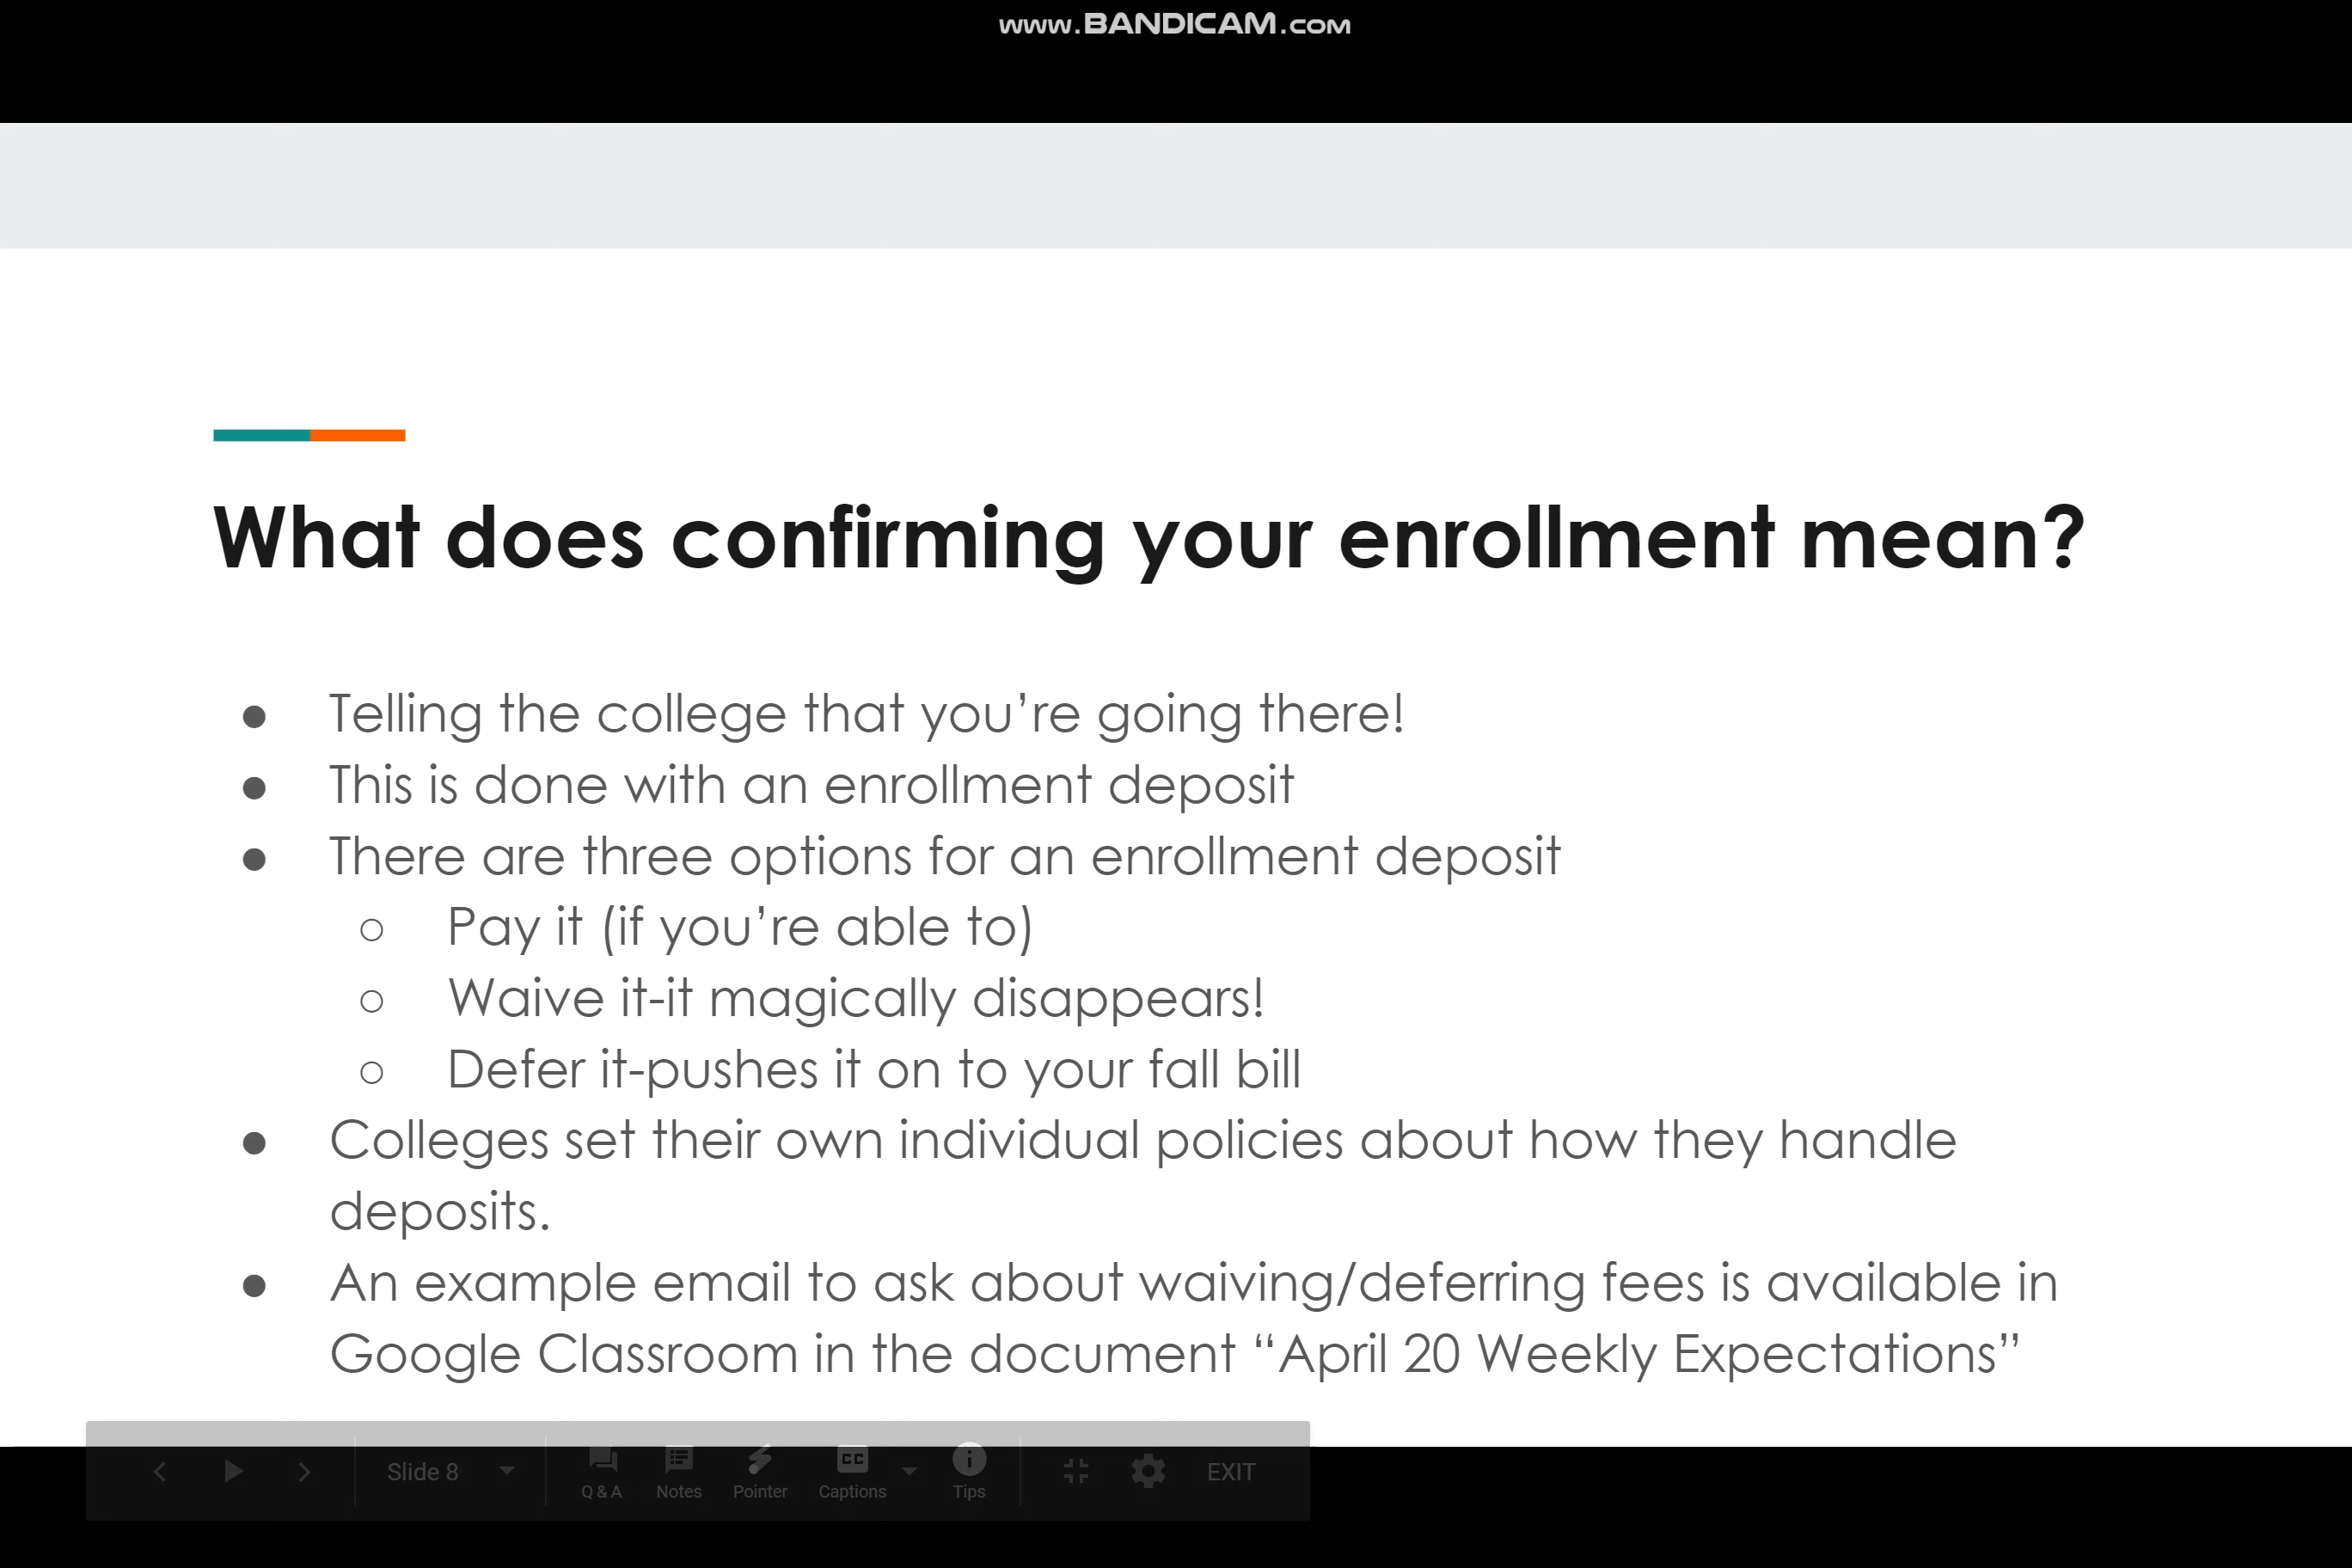 www.BANDICAM.com
What does confirming your enrollment mean?
● Telling the college that you’re going there!
● This is done with an enrollment deposit
● There are three options for an enrollment deposit
○ Pay it (if you’re able to)
○ Waive it-it magically disappears!
○ Defer it-pushes it on to your fall bill
● Colleges set their own individual policies about how they handle
deposits.
● An example email to ask about waiving/deferring fees is available in
Google Classroom in the document “April 20 Weekly Expectations”
Slide 8 Q & A Notes Pointer CC Captions Tips EXIT